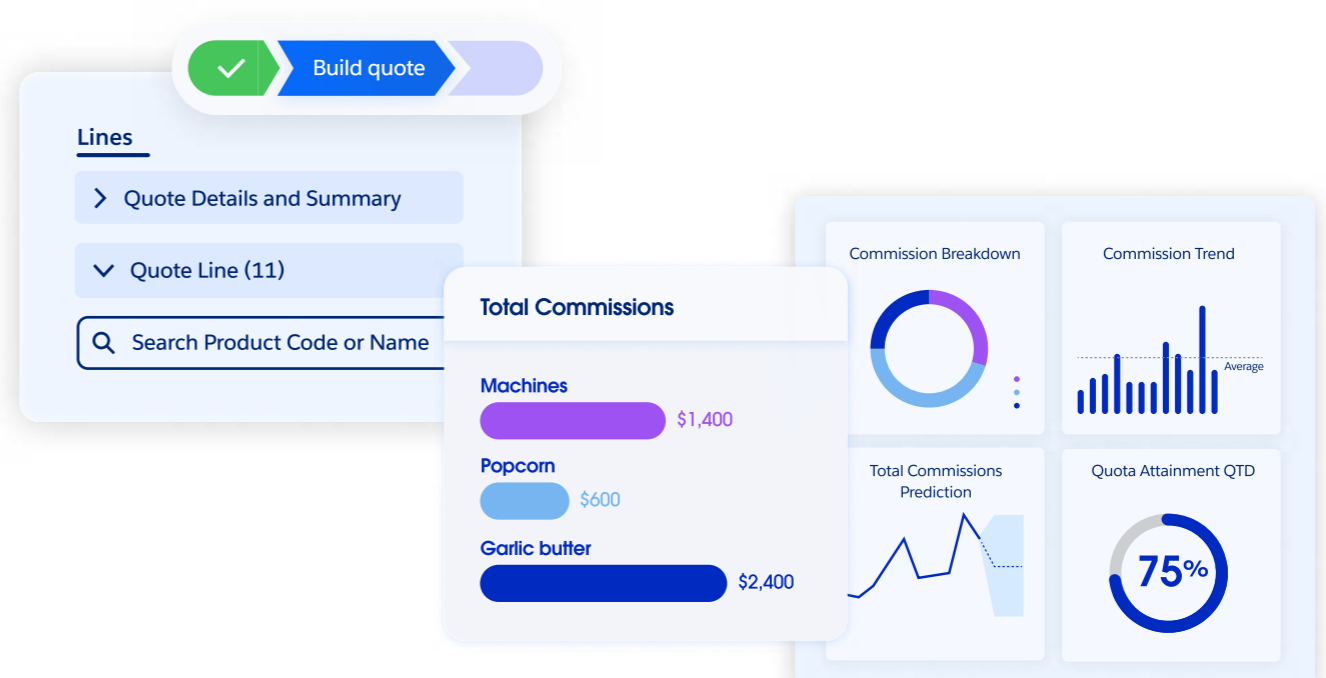 Build quote
Lines
Quote Details and Summary
Quote Line (11)
Search Product Code or Name
Total Commissions
Machines
$1,400
Popcorn
$600
Garlic butter
$2,400
Commission Breakdown
Commission Trend
Average
Total Commissions
Prediction
Quota Attainment QTD
75%